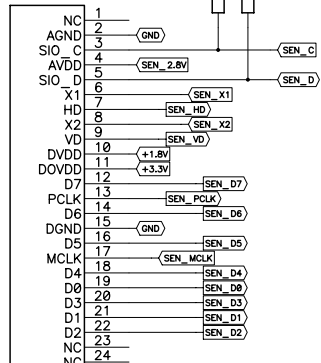 NC 1
AGND 2 GND
SIO_C 3 SEN_C
AVDD 4 SEN_2.8V
SIO_D 5 SEN_D
X1 6 SEN_X1
HD 7 SEN_HD
X2 8 SEN_X2
VD 9 SEN_VD
DVDD 10 +1.8V
DOVDD 11 +3.3V
D7 12 SEN_D7
PCLK 13 SEN_PCLK
D6 14 SEN_D6
DGND 15 GND
D5 16 SEN_D5
MCLK 17 SEN_MCLK
D4 18 SEN_D4
D0 19 SEN_D0
D3 20 SEN_D3
D1 21 SEN_D1
D2 22 SEN_D2
NC 23
NC 24